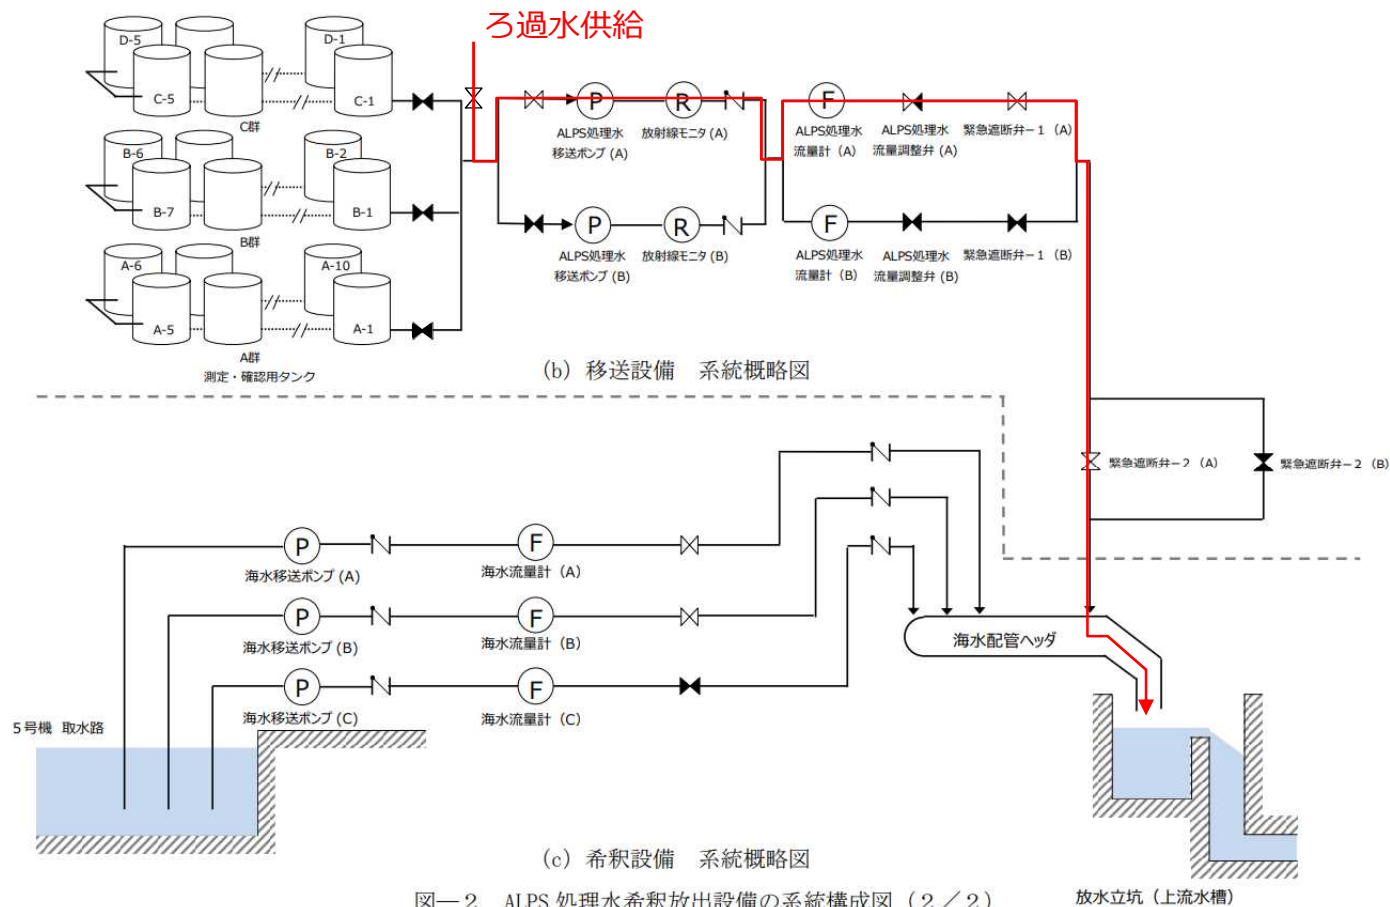 ろ過水供給
D-5
D-1
C-5
C-1
C群
B-6
B-2
B-7
B-1
B群
A-6
A-10
A-5
A-1
A群
測定・確認用タンク
P
ALPS処理水
移送ポンプ (A)
R
放射線モニタ (A)
F
ALPS処理水
流量計 (A)
ALPS処理水
流量調整弁 (A)
緊急遮断弁－1 (A)
P
ALPS処理水
移送ポンプ (B)
R
放射線モニタ (B)
F
ALPS処理水
流量計 (B)
ALPS処理水
流量調整弁 (B)
緊急遮断弁－1 (B)
(b) 移送設備　系統概略図
緊急遮断弁－2 (A)
緊急遮断弁－2 (B)
P
海水移送ポンプ (A)
F
海水流量計 (A)
P
海水移送ポンプ (B)
F
海水流量計 (B)
P
海水移送ポンプ (C)
F
海水流量計 (C)
海水配管ヘッダ
5号機 取水路
(c) 希釈設備　系統概略図
放水立坑 (上流水槽)
図－2　ALPS 処理水希釈放出設備の系統構成図 (2／2)